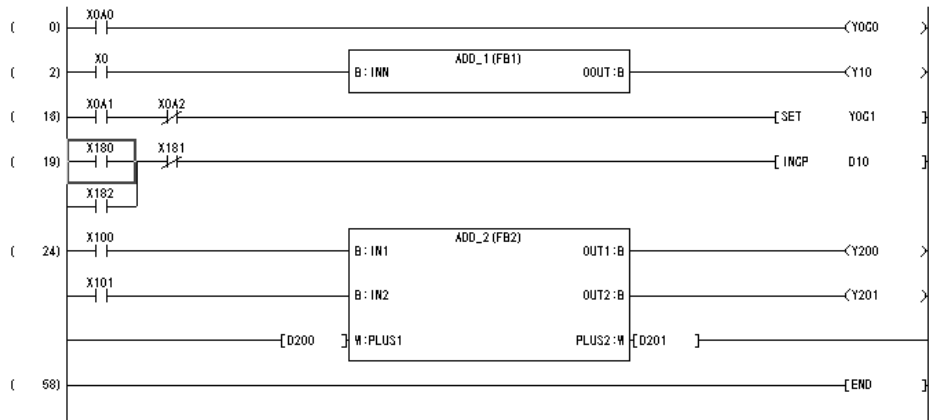 X0A0
( 0) (Y0C0 )
X0 ADD_1(FB1)
( 2) B:INN OOUT:B (Y10 )
X0A1 X0A2
( 16) [SET Y0C1 ]
X180 X181
( 19) [INCP D10 ]
X182
X100 ADD_2(FB2)
( 24) B:IN1 OUT1:B (Y200 )
X101
B:IN2 OUT2:B (Y201 )
[D200 ] W:PLUS1 PLUS2:W [D201 ]
( 58) [END ]